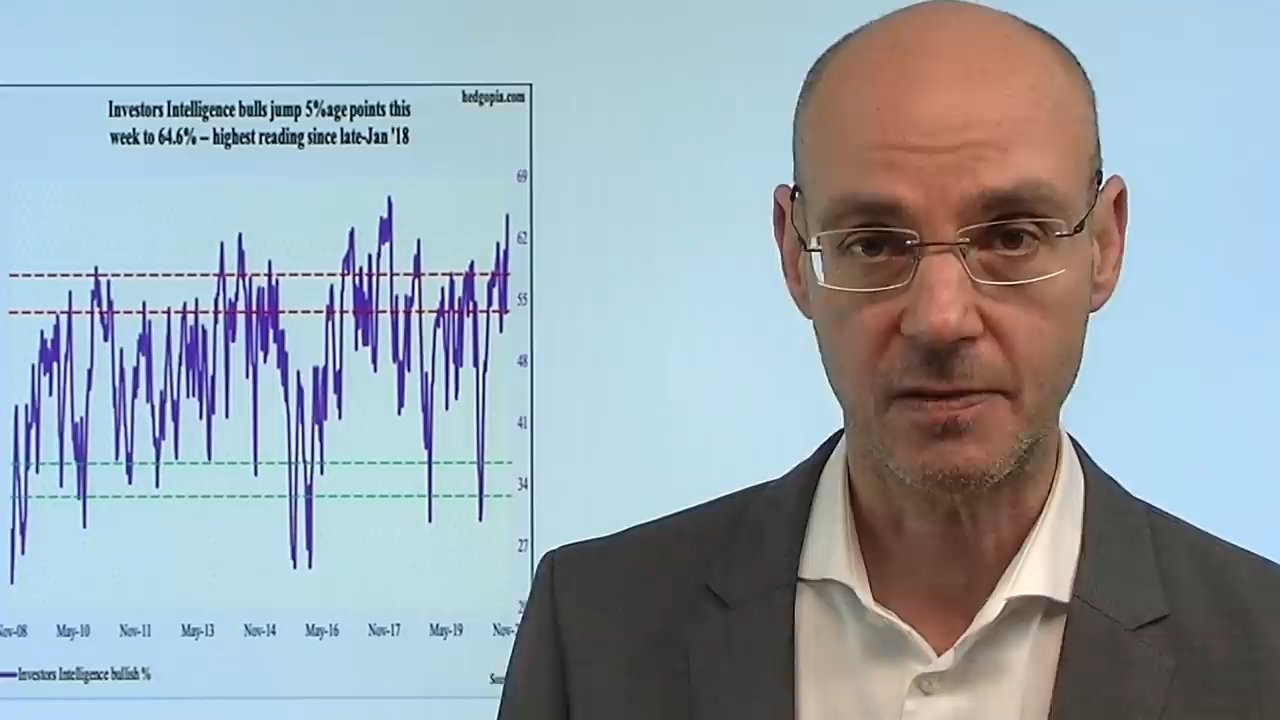 hedgopia.com
Investors Intelligence bulls jump 5%age points this
week to 64.6% – highest reading since late-Jan '18
69
62
55
48
41
34
27
May-10 Nov-11 May-13 Nov-14 May-16 Nov-17 May-19
Investors Intelligence bullish %